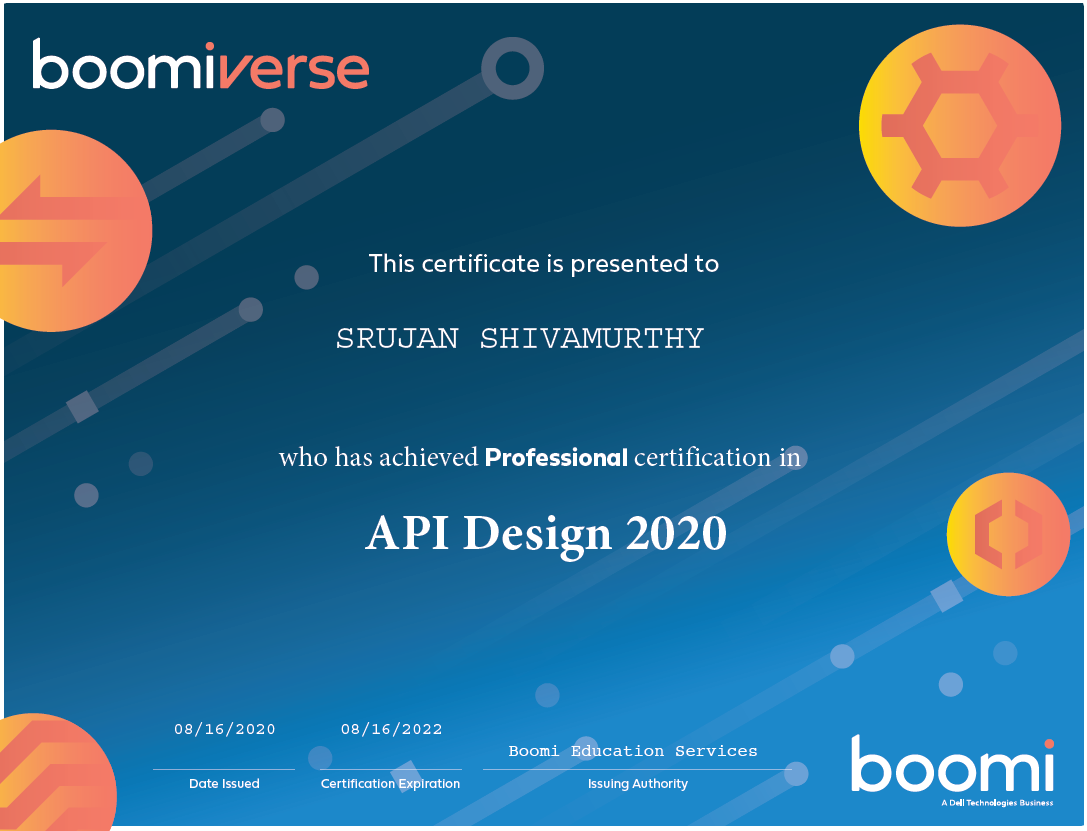 boomiverse
This certificate is presented to
SRUJAN SHIVAMURTHY
who has achieved Professional certification in
API Design 2020
08/16/2020
08/16/2022
Boomi Education Services
Date Issued
Certification Expiration
Issuing Authority
boomi
A Dell Technologies Business